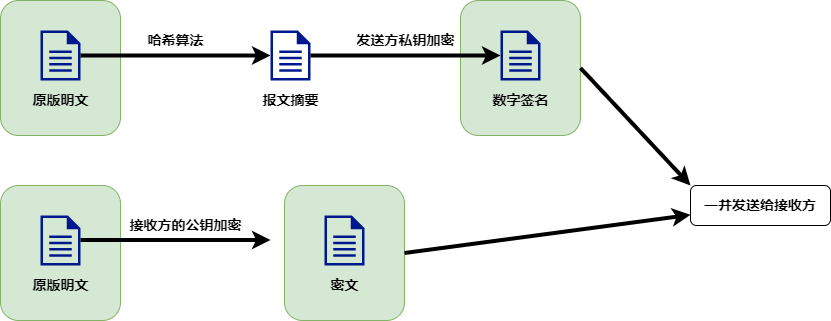 哈希算法
发送方私钥加密
原版明文
报文摘要
数字签名
接收方的公钥加密
一并发送给接收方
原版明文
密文